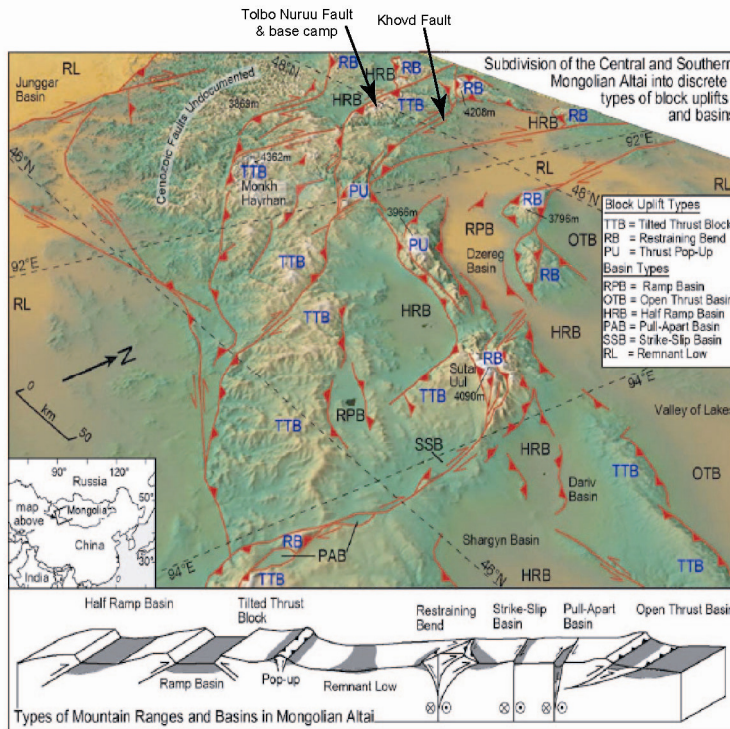 Tolbo Nuruu Fault
& base camp
Khovd Fault
Subdivision of the Central and Southern
Mongolian Altai into discrete
types of block uplifts
and basins
RL
Junggar
Basin
Cenozoic Faults Undocumented
3869m
48°N
RB
HRB
RB
HRB
TTB
RB
4208m
HRB
RB
92°E
RL
46°N
4362m
TTB
Monkh
Hayrhan
PU
RL
48°N
RB
3795m
3966m
PU
RPB
Dzereg
Basin
OTB
RB
Block Uplift Types
TTB = Tilted Thrust Block
RB = Restraining Bend
PU = Thrust Pop-Up
Basin Types
RPB = Ramp Basin
OTB = Open Thrust Basin
HRB = Half Ramp Basin
PAB = Pull-Apart Basin
SSB = Strike-Slip Basin
RL = Remnant Low
92°E
RL
TTB
TTB
HRB
HRB
N
0
km
50
RB
Sutai
Uul
4090m
TTB
94°E
RPB
TTB
Valley of Lakes
SSB
HRB
TTB
OTB
Dariv
Basin
RB
PAB
Shargyn Basin
94°E
TTB
46°N
HRB
TTB
90° 120°
Russia
50°
map
above
Mongolia
China
30°
India
Half Ramp Basin
Tilted Thrust
Block
Restraining
Bend
Strike-Slip
Basin
Pull-Apart
Basin
Open Thrust Basin
Ramp Basin
Pop-up
Remnant Low
Types of Mountain Ranges and Basins in Mongolian Altai